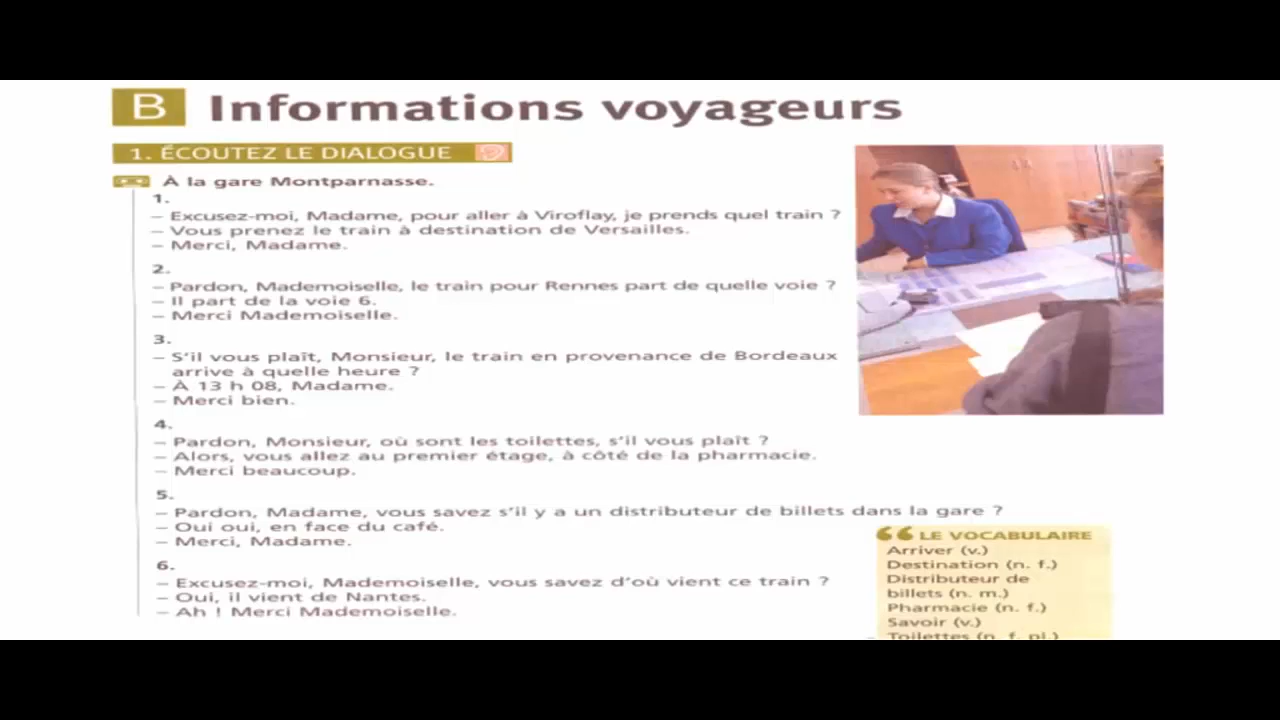 B Informations voyageurs
1. ÉCOUTEZ LE DIALOGUE
À la gare Montparnasse.
1.
– Excusez-moi, Madame, pour aller à Viroflay, je prends quel train ?
– Vous prenez le train à destination de Versailles.
– Merci, Madame.
2.
– Pardon, Mademoiselle, le train pour Rennes part de quelle voie ?
– Il part de la voie 6.
– Merci Mademoiselle.
3.
– S'il vous plaît, Monsieur, le train en provenance de Bordeaux
arrive à quelle heure ?
– À 13 h 08, Madame.
– Merci bien.
4.
– Pardon, Monsieur, où sont les toilettes, s'il vous plaît ?
– Alors, vous allez au premier étage, à côté de la pharmacie.
– Merci beaucoup.
5.
– Pardon, Madame, vous savez s'il y a un distributeur de billets dans la gare ?
– Oui oui, en face du café.
– Merci, Madame.
6.
– Excusez-moi, Mademoiselle, vous savez d'où vient ce train ?
– Oui, il vient de Nantes.
– Ah ! Merci Mademoiselle.
“ LE VOCABULAIRE
Arriver (v.)
Destination (n. f.)
Distributeur de
billets (n. m.)
Pharmacie (n. f.)
Savoir (v.)
Toilettes (n. f. pl.)